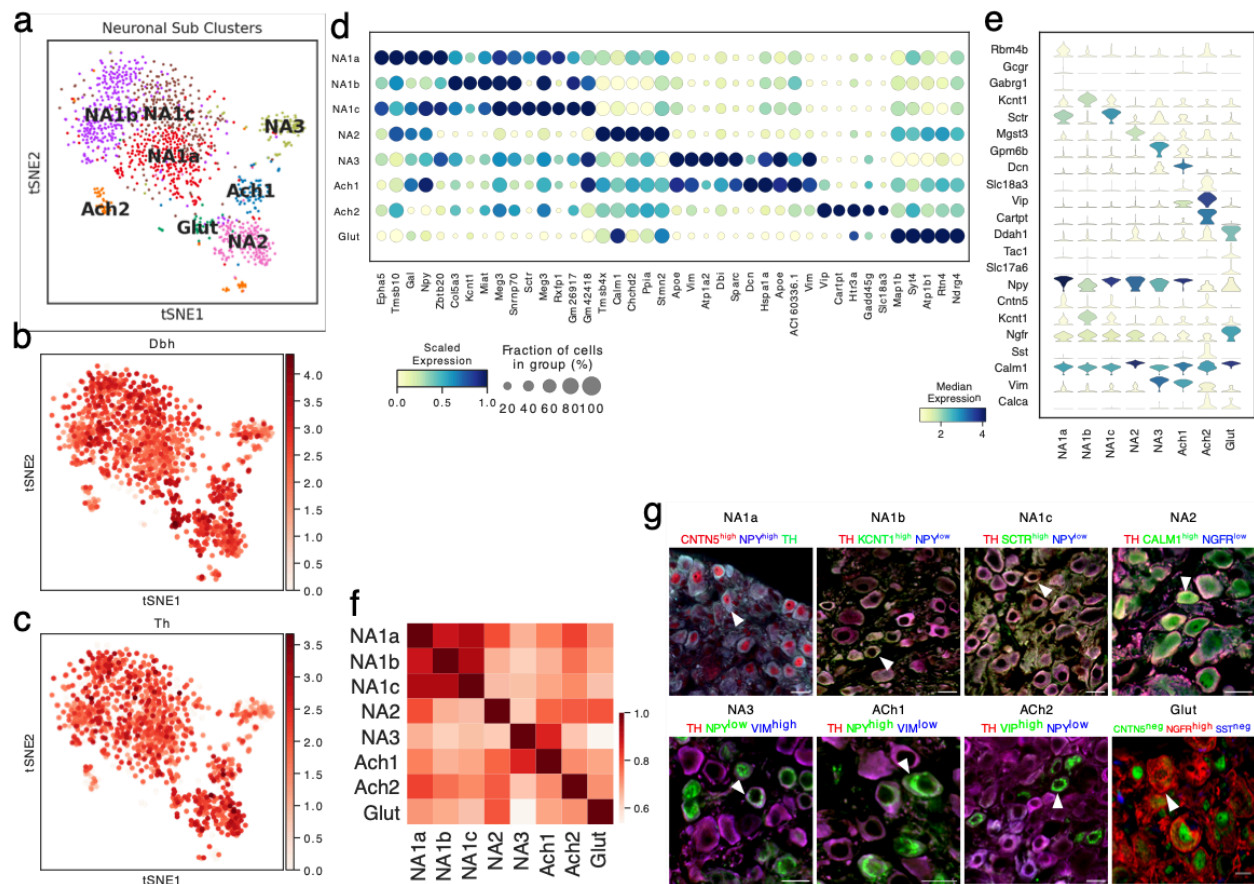 a
Neuronal Sub Clusters
NA1b
NA1c
NA1a
NA3
Ach1
Ach2
Glut
NA2
tSNE2
tSNE1
b
Dbh
4.0
3.5
3.0
2.5
2.0
1.5
1.0
0.5
0.0
tSNE2
tSNE1
c
Th
3.5
3.0
2.5
2.0
1.5
1.0
0.5
0.0
tSNE2
tSNE1
d
NA1a
NA1b
NA1c
NA2
NA3
Ach1
Ach2
Glut
Epha5
Tmsb10
Gal
Npy
Zbtb20
Col5a3
Kcnt1
Miat
Meg3
Snrnp70
Sctr
Meg3
Rxfp1
Gm26917
Gm42418
Tmsb4x
Calm1
Chchd2
Ppia
Stmn2
Apoe
Vim
Atp1a2
Dbi
Sparc
Dcn
Hspa1a
Apoe
AC160336.1
Vim
Vip
Cartpt
Htr3a
Gadd45g
Slc18a3
Map1b
Syt4
Atp1b1
Rtn4
Ndrg4
Scaled
Expression
0.0 1.0
Fraction of cells
in group (%)
20 40 60 80 100
e
Rbm4b
Gcgr
Gabrg1
Kcnt1
Sctr
Mgst3
Gpm6b
Dcn
Slc18a3
Vip
Cartpt
Ddah1
Tac1
Slc17a6
Npy
Cntn5
Kcnt1
Ngfr
Sst
Calm1
Vim
Calca
NA1a
NA1b
NA1c
NA2
NA3
Ach1
Ach2
Glut
Median
Expression
2 4
f
NA1a
NA1b
NA1c
NA2
NA3
Ach1
Ach2
Glut
NA1a
NA1b
NA1c
NA2
NA3
Ach1
Ach2
Glut
1.0
0.8
0.6
g
NA1a
CNTN5high NPYhigh TH
NA1b
TH KCNT1high NPYlow
NA1c
TH SCTRhigh NPYlow
NA2
TH CALM1high NGFRlow
NA3
TH NPYlow VIMhigh
ACh1
TH NPYhigh VIMlow
ACh2
TH VIPhigh NPYlow
Glut
CNTN5neg NGFRhigh SSTneg